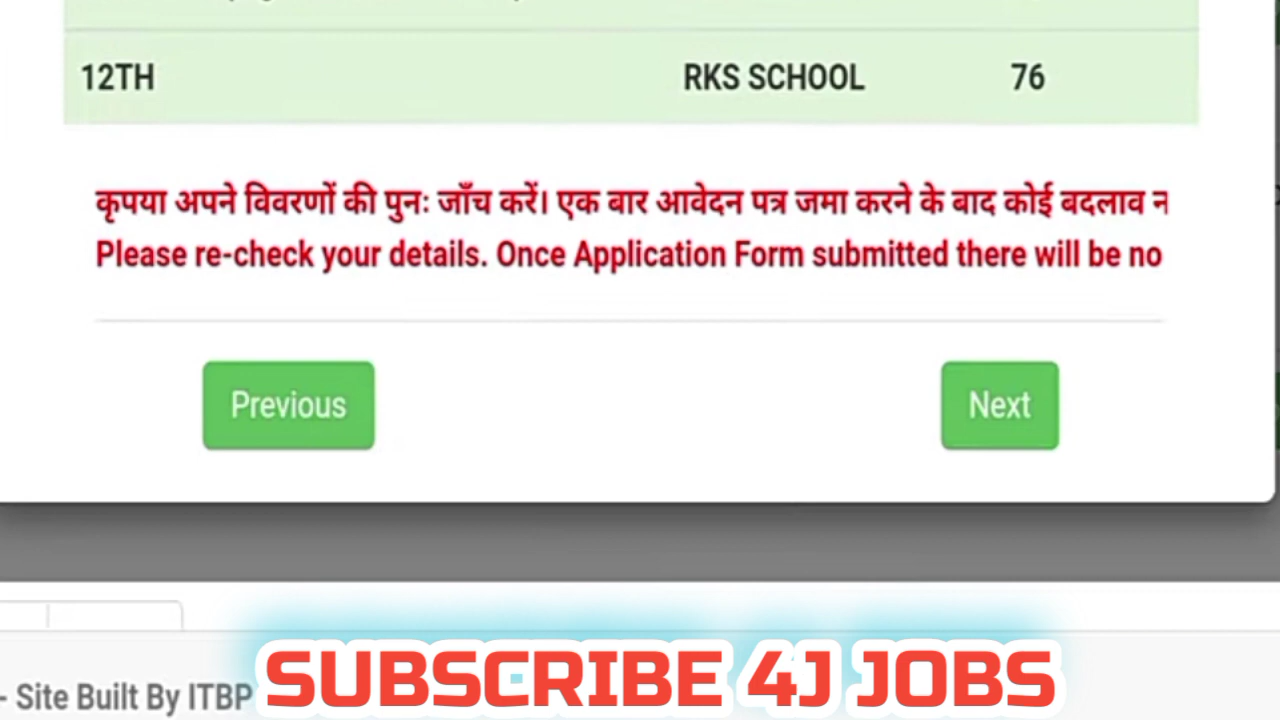 12TH RKS SCHOOL 76
कृपया अपने विवरणों की पुनः जाँच करें। एक बार आवेदन पत्र जमा करने के बाद कोई बदलाव न
Please re-check your details. Once Application Form submitted there will be no
Previous Next
- Site Built By ITBP
SUBSCRIBE 4J JOBS